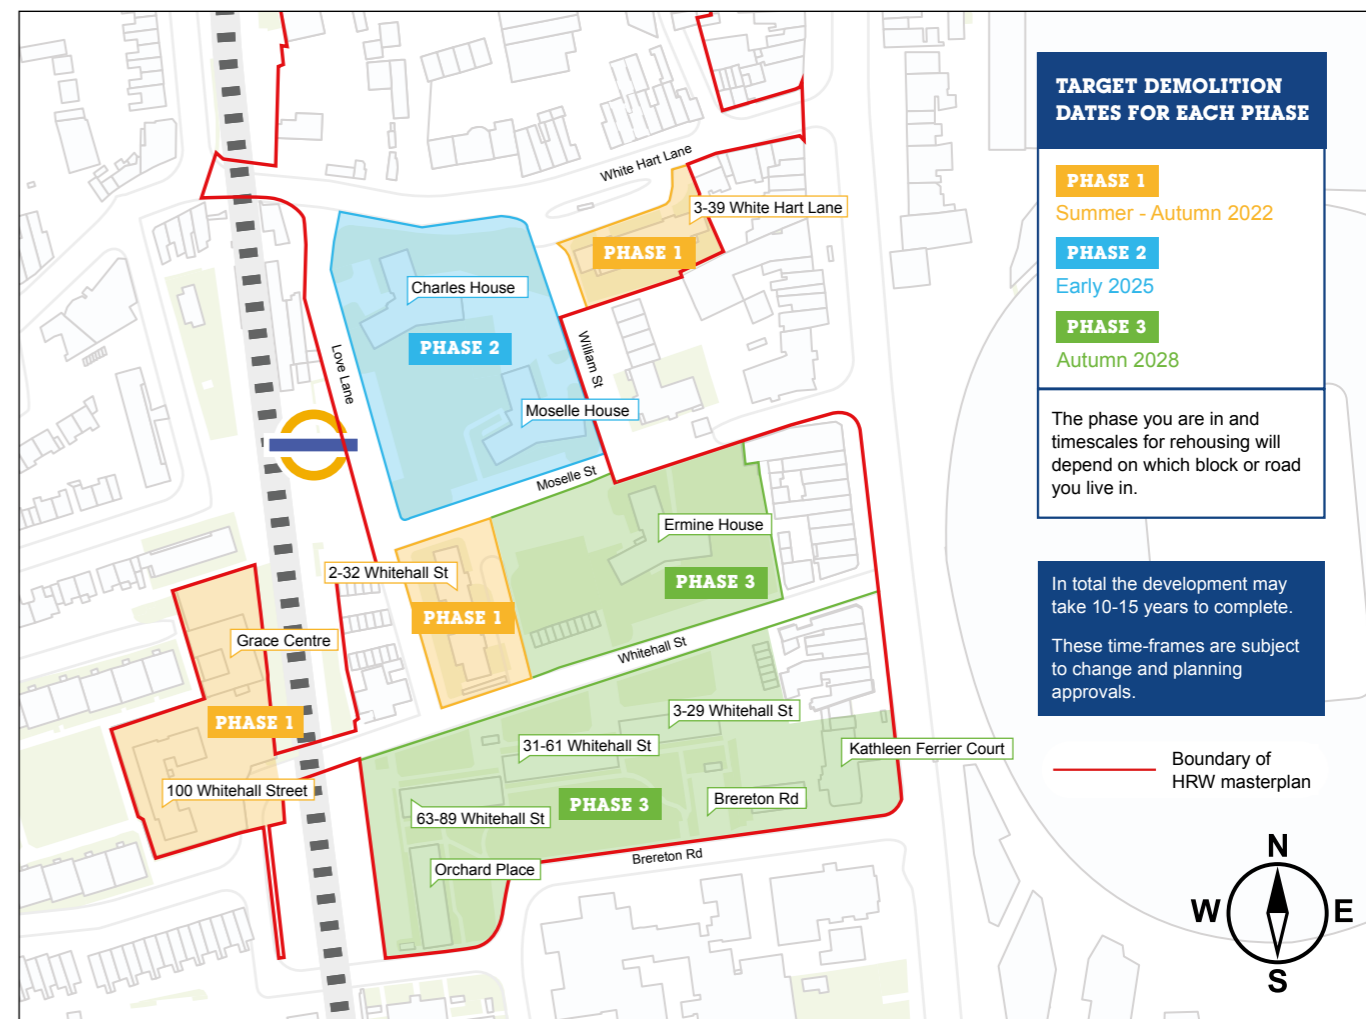 White Hart Lane
3-39 White Hart Lane
PHASE 1
Charles House
PHASE 2
Love Lane
William St
Moselle House
Moselle St
Ermine House
PHASE 3
2-32 Whitehall St
PHASE 1
Whitehall St
Grace Centre
PHASE 1
100 Whitehall Street
3-29 Whitehall St
31-61 Whitehall St
Kathleen Ferrier Court
63-89 Whitehall St
PHASE 3
Brereton Rd
Brereton Rd
Orchard Place
TARGET DEMOLITION
DATES FOR EACH PHASE
PHASE 1
Summer - Autumn 2022
PHASE 2
Early 2025
PHASE 3
Autumn 2028
The phase you are in and
timescales for rehousing will
depend on which block or road
you live in.
In total the development may
take 10-15 years to complete.
These time-frames are subject
to change and planning
approvals.
Boundary of
HRW masterplan
N
W
E
S